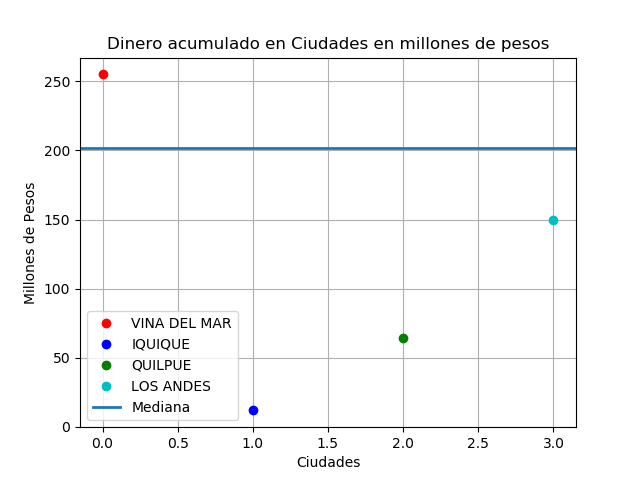 Dinero acumulado en Ciudades en millones de pesos
Millones de Pesos
250
200
150
100
50
0
VINA DEL MAR
IQUIQUE
QUILPUE
LOS ANDES
Mediana
0.0 0.5 1.0 1.5 2.0 2.5 3.0
Ciudades